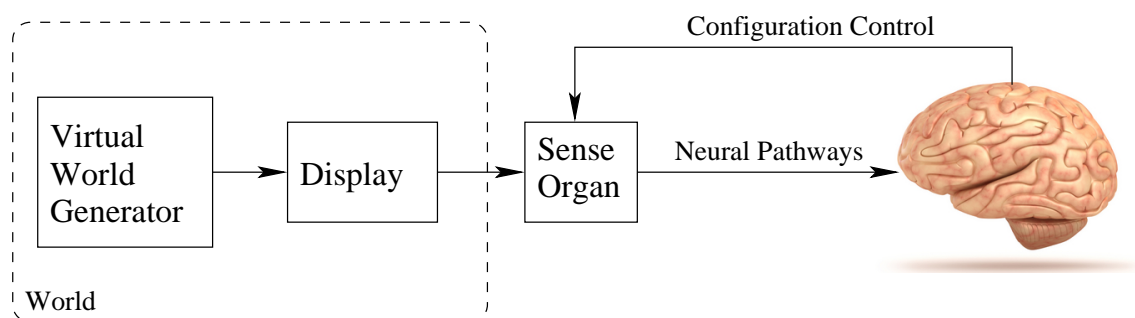 Configuration Control
Virtual
World
Generator
Display
Sense
Organ
Neural Pathways
World